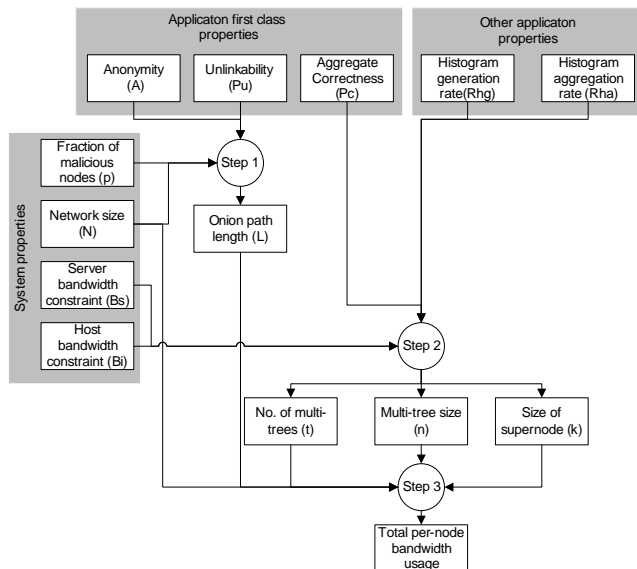 Applicaton first class
properties
Other applicaton
properties
Anonymity
(A)
Unlinkability
(Pu)
Aggregate
Correctness
(Pc)
Histogram
generation
rate(Rhg)
Histogram
aggregation
rate (Rha)
System properties
Fraction of
malicious
nodes (p)
Step 1
Network size
(N)
Onion path
length (L)
Server
bandwidth
constraint (Bs)
Host
bandwidth
constraint (Bi)
Step 2
No. of multi-
trees (t)
Multi-tree size
(n)
Size of
supernode (k)
Step 3
Total per-node
bandwidth
usage